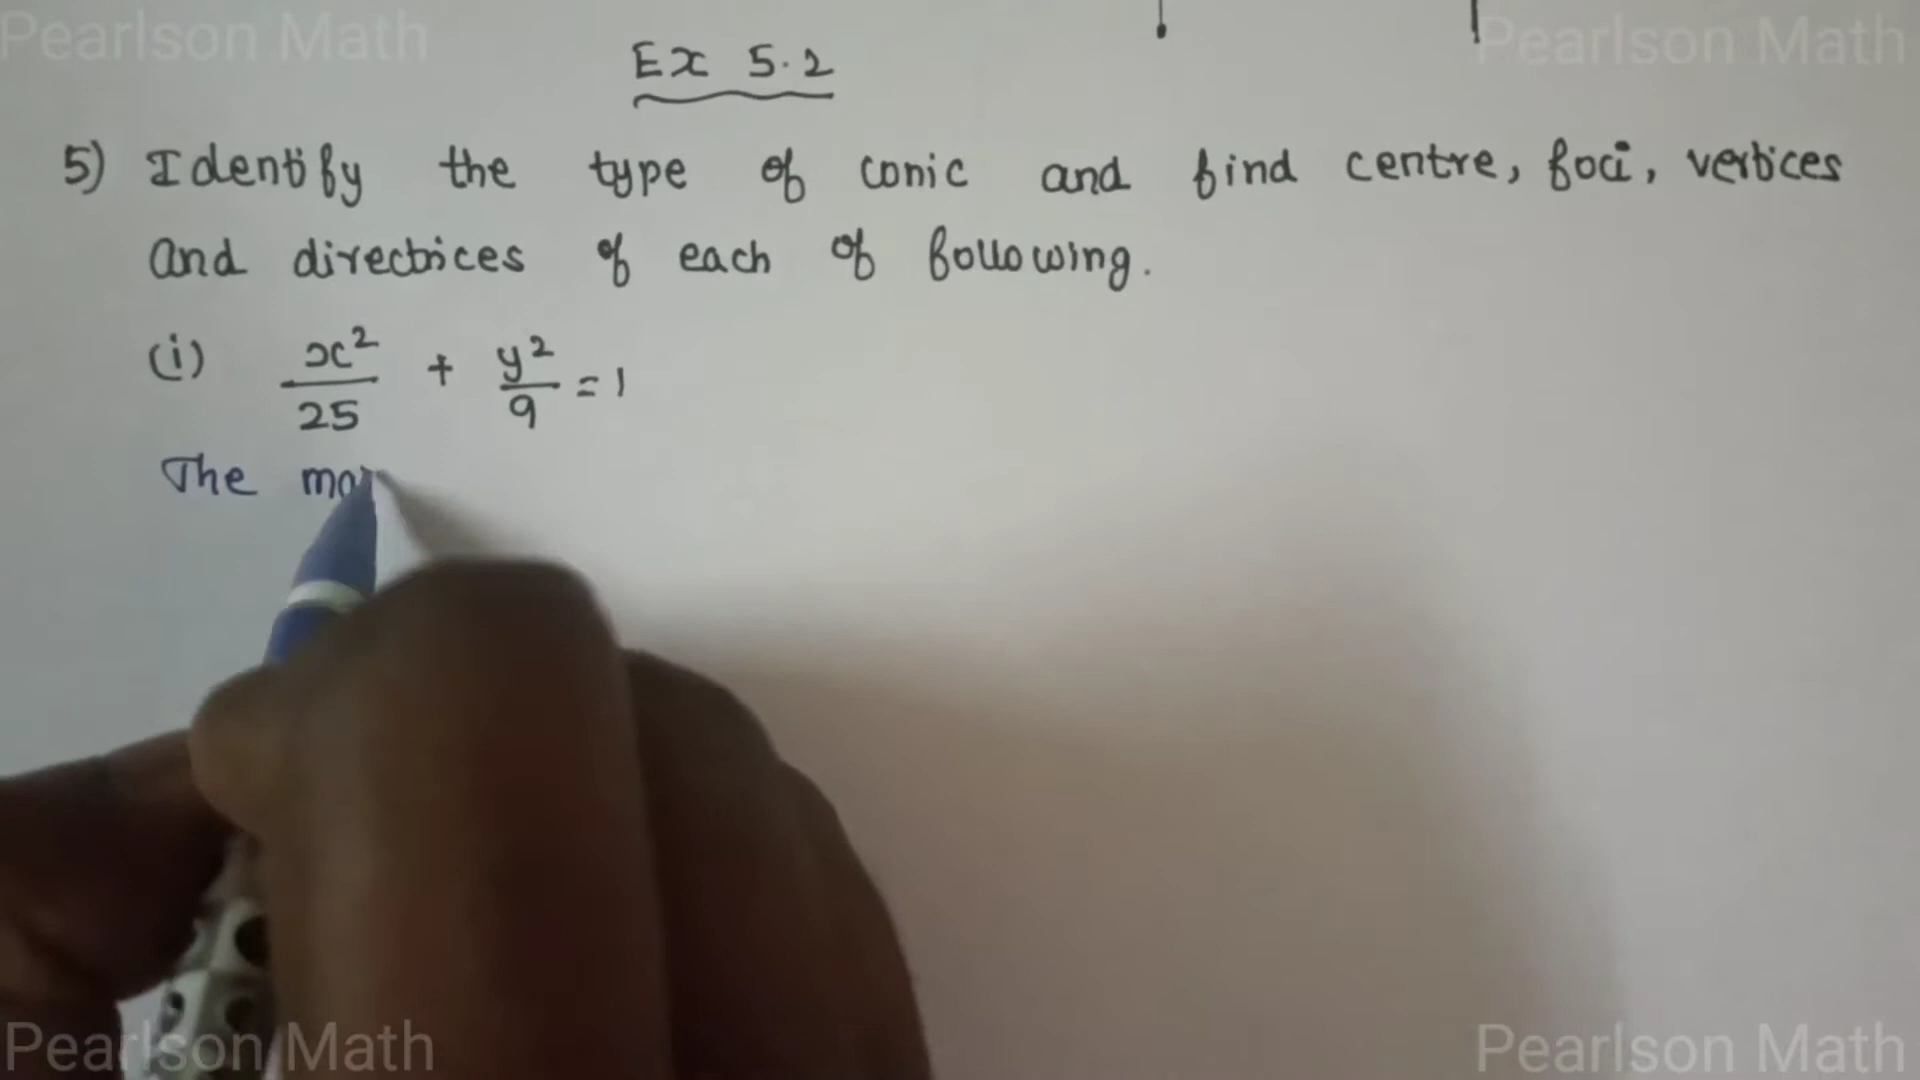 Pearlson Math
Pearlson Math
Ex 5.2
5) Identify the type of conic and find centre, foci, vertices
and directrices of each of following.
(i) x²/25 + y²/9 = 1
The
Pearlson Math
Pearlson Math